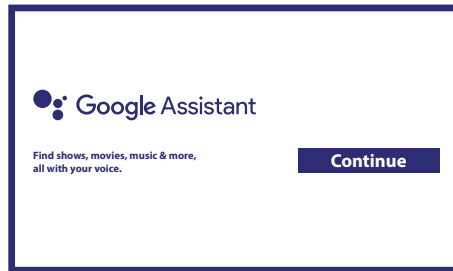 Google Assistant
Find shows, movies, music & more,
all with your voice.
Continue